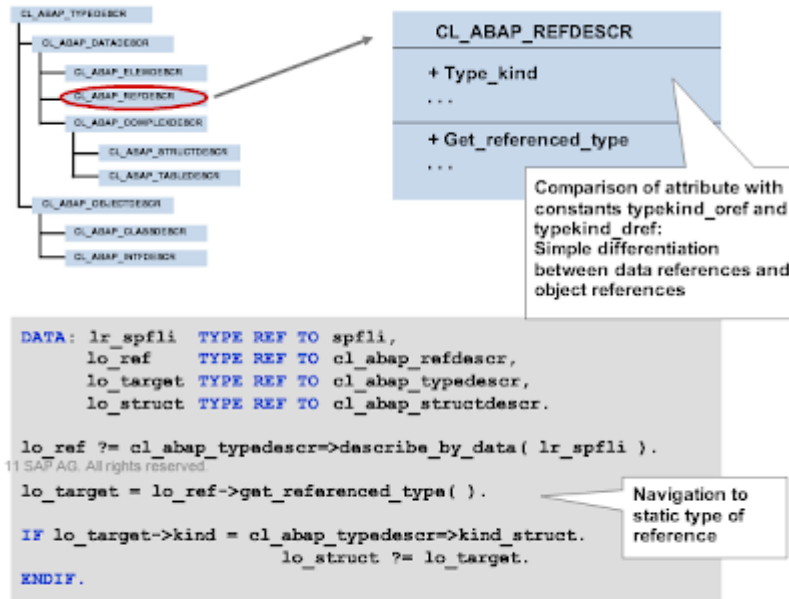 CL_ABAP_TYPEDESCR
CL_ABAP_DATADESCR
CL_ABAP_ELEMDESCR
CL_ABAP_REFDESCR
CL_ABAP_COMPLEXDESCR
CL_ABAP_STRUCTDESCR
CL_ABAP_TABLEDESCR
CL_ABAP_OBJECTDESCR
CL_ABAP_CLASSDESCR
CL_ABAP_INTFDESCR
CL_ABAP_REFDESCR
+ Type_kind
. . .
+ Get_referenced_type
. . .
Comparison of attribute with
constants typekind_oref and
typekind_dref:
Simple differentiation
between data references and
object references
DATA: lr_spfli TYPE REF TO spfli,
lo_ref TYPE REF TO cl_abap_refdescr,
lo_target TYPE REF TO cl_abap_typedescr,
lo_struct TYPE REF TO cl_abap_structdescr.
lo_ref ?= cl_abap_typedescr=>describe_by_data( lr_spfli ).
11 SAP AG. All rights reserved.
lo_target = lo_ref->get_referenced_type( ).
Navigation to
static type of
reference
IF lo_target->kind = cl_abap_typedescr=>kind_struct.
lo_struct ?= lo_target.
ENDIF.